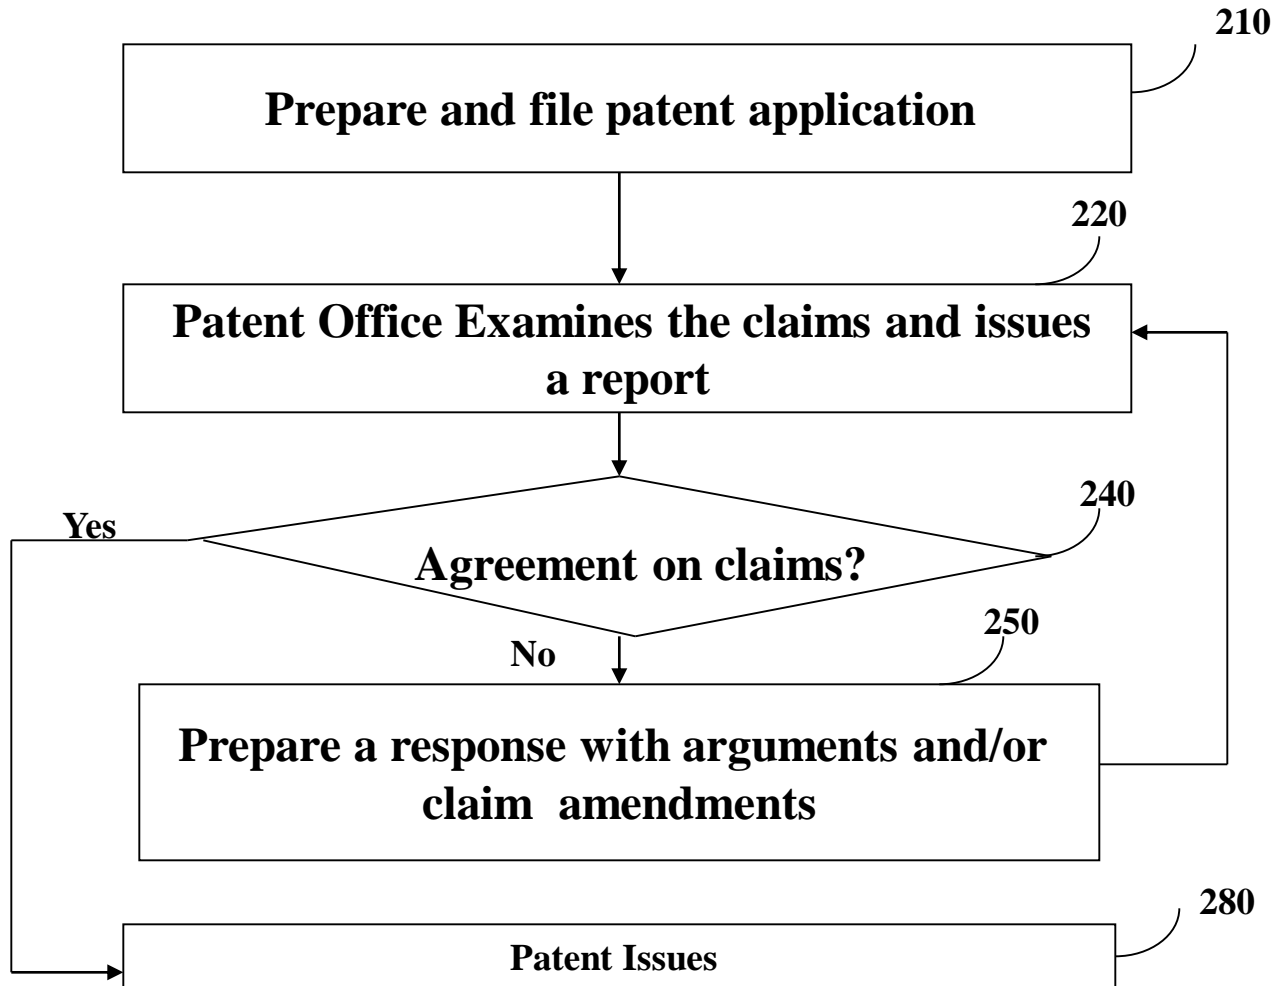 210
Prepare and file patent application
220
Patent Office Examines the claims and issues
a report
240
Yes
Agreement on claims?
250
No
Prepare a response with arguments and/or
claim amendments
280
Patent Issues